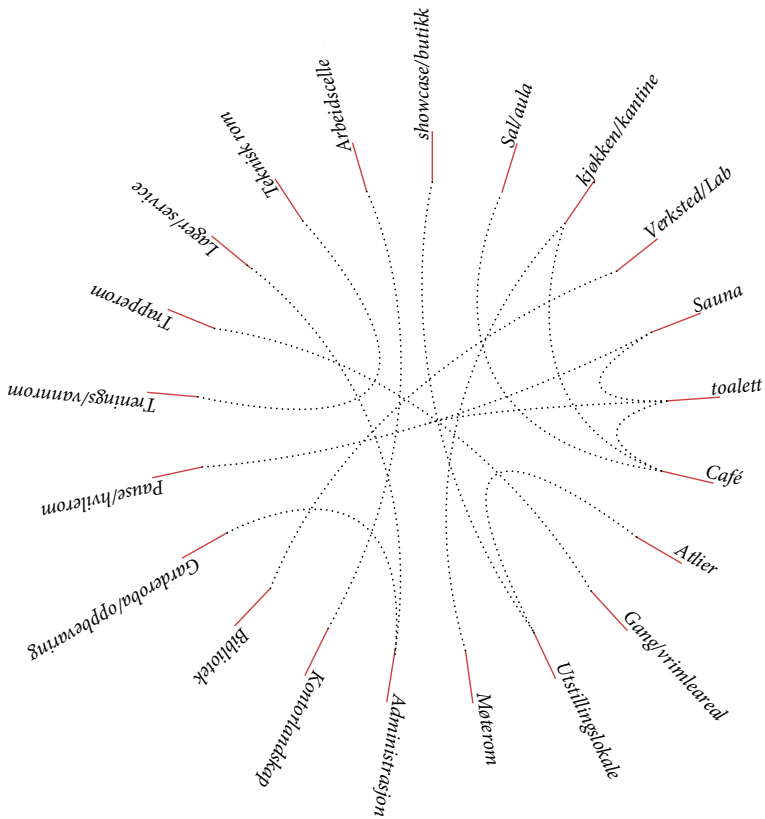 showcase/butikk
Sal/aula
kjøkken/kantine
Verksted/Lab
Sauna
toalett
Café
Atlier
Gang/vrimleareal
Utstillingslokale
Møterom
Administrasjon
Kontorlandskap
Bibliotek
Garderoba/oppbevaring
Pause/hvilerom
Trenings/vannrom
Trapperom
Lager/service
Teknisk rom
Arbeidscelle